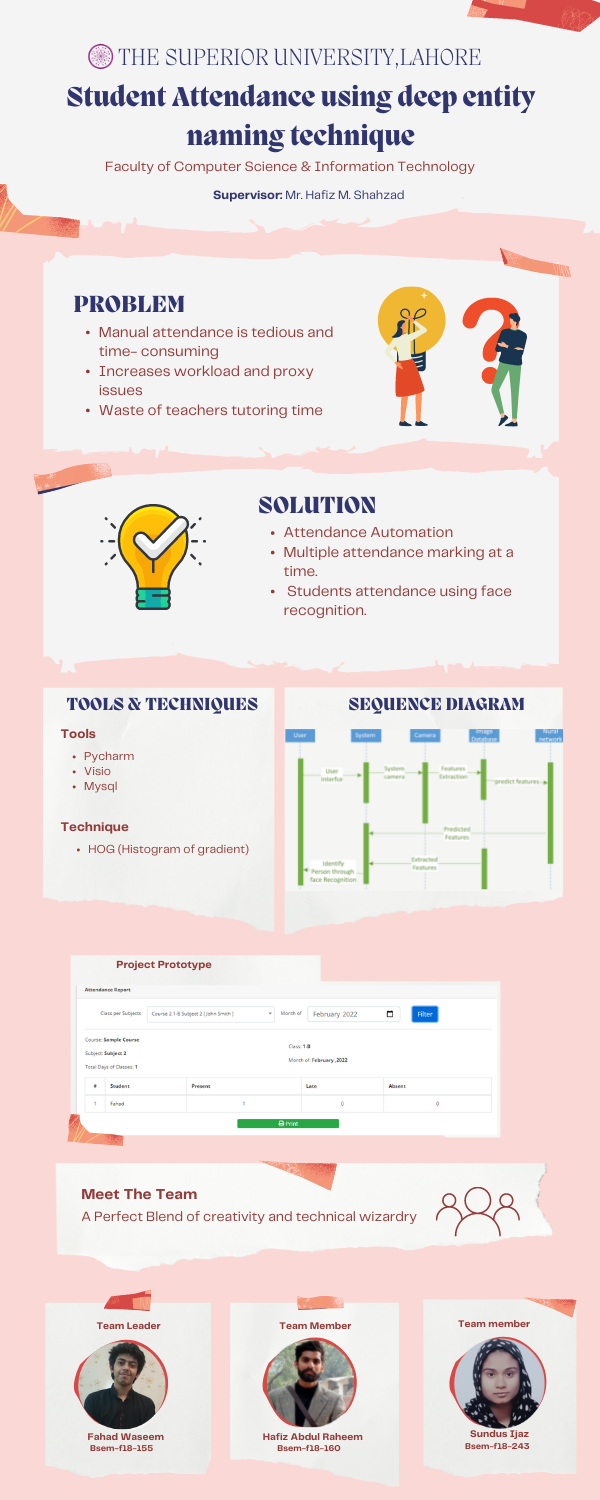 THE SUPERIOR UNIVERSITY,LAHORE
Student Attendance using deep entity
naming technique
Faculty of Computer Science & Information Technology
Supervisor: Mr. Hafiz M. Shahzad
PROBLEM
• Manual attendance is tedious and
time- consuming
• Increases workload and proxy
issues
• Waste of teachers tutoring time
SOLUTION
• Attendance Automation
• Multiple attendance marking at a
time.
• Students attendance using face
recognition.
TOOLS & TECHNIQUES
Tools
• Pycharm
• Visio
• Mysql
Technique
• HOG (Histogram of gradient)
SEQUENCE DIAGRAM
User
System
Camera
Image
Database
Nural
network
User
Interfce
System
camera
Features
Extraction
predict features
Predicted
Features
Identify
Person through
face Recognition
Extracted
Features
Project Prototype
Attendance Report
Class per Subjects
Course 2 1-B Subject 2 [ John Smith ]
Month of
February 2022
Filter
Course: Sample Course
Subject: Subject 2
Total Days of Classes: 1
Class: 1-B
Month of: February ,2022
# Student Present Late Absent
1 Fahad 1 0 0
Print
Meet The Team
A Perfect Blend of creativity and technical wizardry
Team Leader
Fahad Waseem
Bsem-f18-155
Team Member
Hafiz Abdul Raheem
Bsem-f18-160
Team member
Sundus Ijaz
Bsem-f18-243